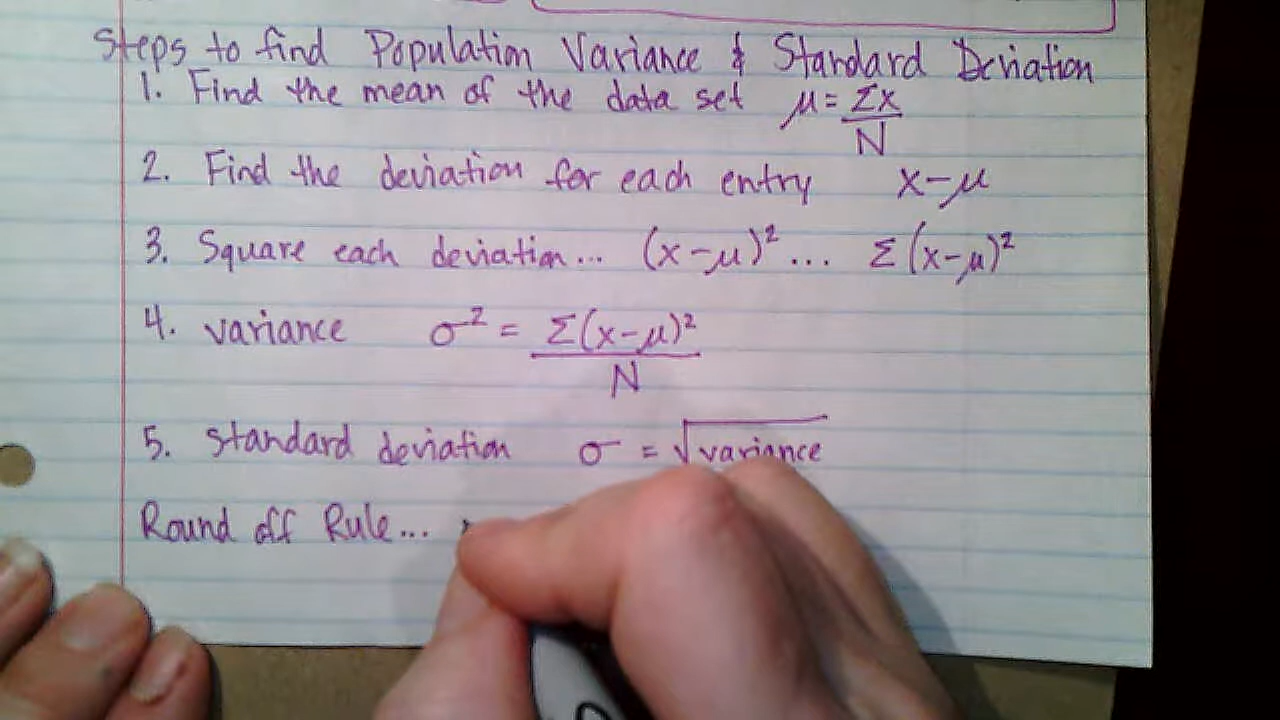 Steps to find Population Variance & Standard Deviation
1. Find the mean of the data set μ = Σx/N
2. Find the deviation for each entry x-μ
3. Square each deviation... (x-μ)² ... Σ(x-μ)²
4. variance σ² = Σ(x-μ)²/N
5. standard deviation σ = √variance
Round off Rule...